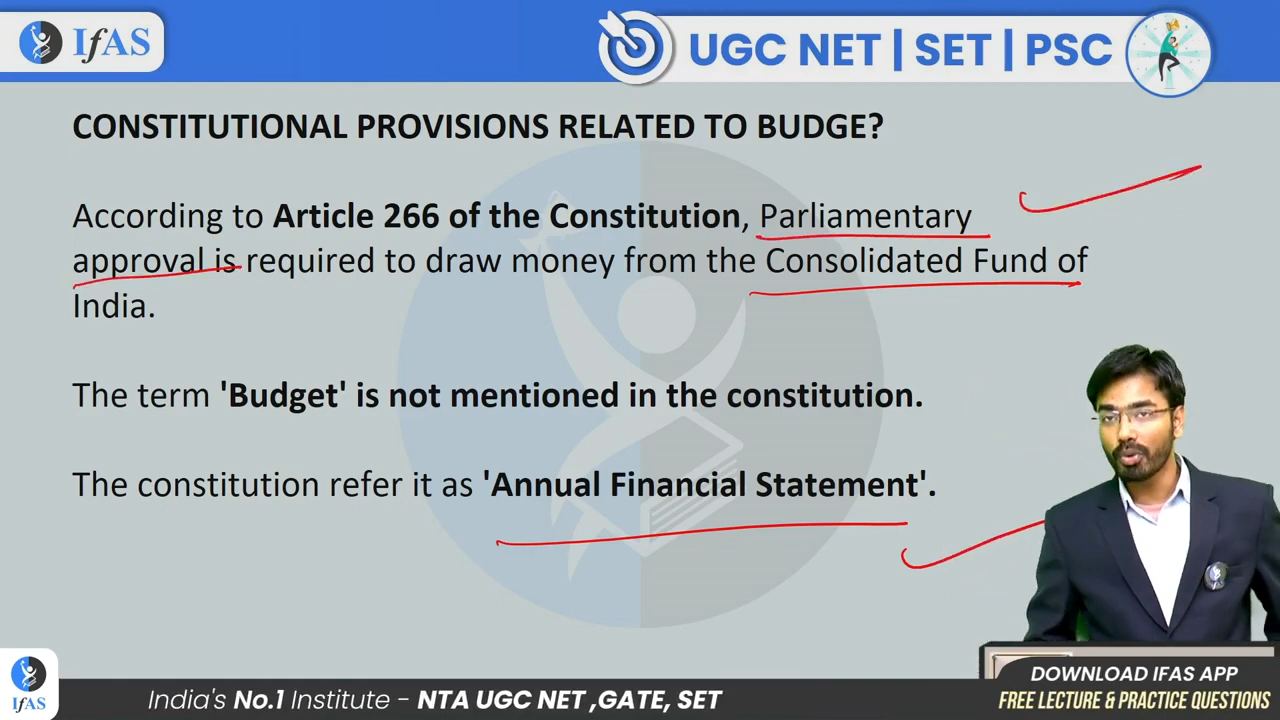 IfAS
UGC NET | SET | PSC
CONSTITUTIONAL PROVISIONS RELATED TO BUDGE?
According to Article 266 of the Constitution, Parliamentary
approval is required to draw money from the Consolidated Fund of
India.
The term 'Budget' is not mentioned in the constitution.
The constitution refer it as 'Annual Financial Statement'.
IfAS
India's No.1 Institute – NTA UGC NET ,GATE, SET
DOWNLOAD IFAS APP
FREE LECTURE & PRACTICE QUESTIONS